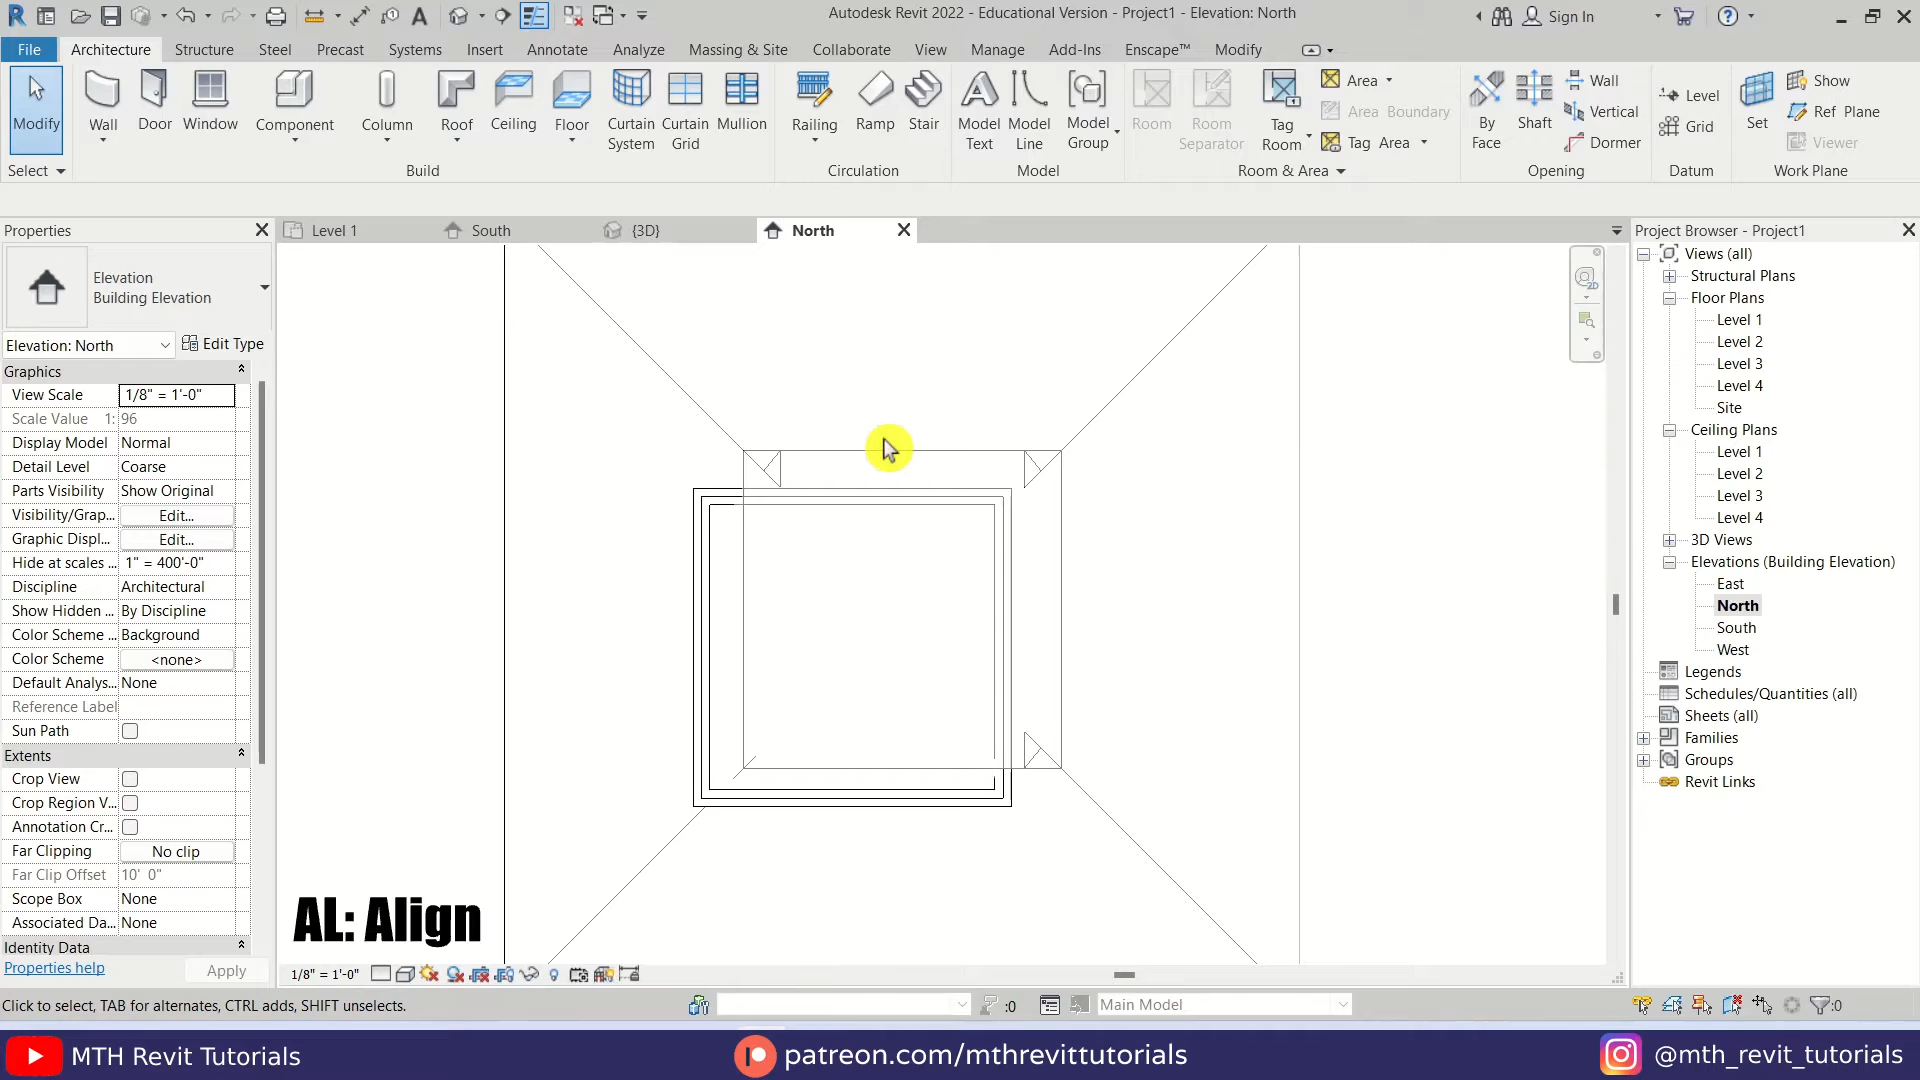 Autodesk Revit 2022 - Educational Version - Project1 - Elevation: North
Sign In
File Architecture Structure Steel Precast Systems Insert Annotate Analyze Massing & Site Collaborate View Manage Add-Ins Enscape™ Modify
Modify Wall Door Window Component Column Roof Ceiling Floor Curtain System Curtain Grid Mullion Railing Ramp Stair Model Text Model Line Model Group Room Room Separator Tag Room
Area
Area Boundary
Tag Area
By Face Shaft
Wall
Vertical
Dormer
Level
Grid
Set
Show
Ref Plane
Viewer
Select Build Circulation Model Room & Area Opening Datum Work Plane
Properties
Level 1 South {3D} North
Project Browser - Project1
Elevation
Building Elevation
Elevation: North Edit Type
Graphics
View Scale 1/8" = 1'-0"
Scale Value 1: 96
Display Model Normal
Detail Level Coarse
Parts Visibility Show Original
Visibility/Grap... Edit...
Graphic Displ... Edit...
Hide at scales ... 1" = 400'-0"
Discipline Architectural
Show Hidden ... By Discipline
Color Scheme ... Background
Color Scheme <none>
Default Analys... None
Reference Label
Sun Path
Extents
Crop View
Crop Region V...
Annotation Cr...
Far Clipping No clip
Far Clip Offset 10' 0"
Scope Box None
Associated Da... None
Identity Data
Properties help Apply
2D
AL: Align
1/8" = 1'-0"
Views (all)
Structural Plans
Floor Plans
Level 1
Level 2
Level 3
Level 4
Site
Ceiling Plans
Level 1
Level 2
Level 3
Level 4
3D Views
Elevations (Building Elevation)
East
North
South
West
Legends
Schedules/Quantities (all)
Sheets (all)
Families
Groups
Revit Links
Click to select, TAB for alternates, CTRL adds, SHIFT unselects.
:0
Main Model
:0
MTH Revit Tutorials
patreon.com/mthrevittutorials
@mth_revit_tutorials